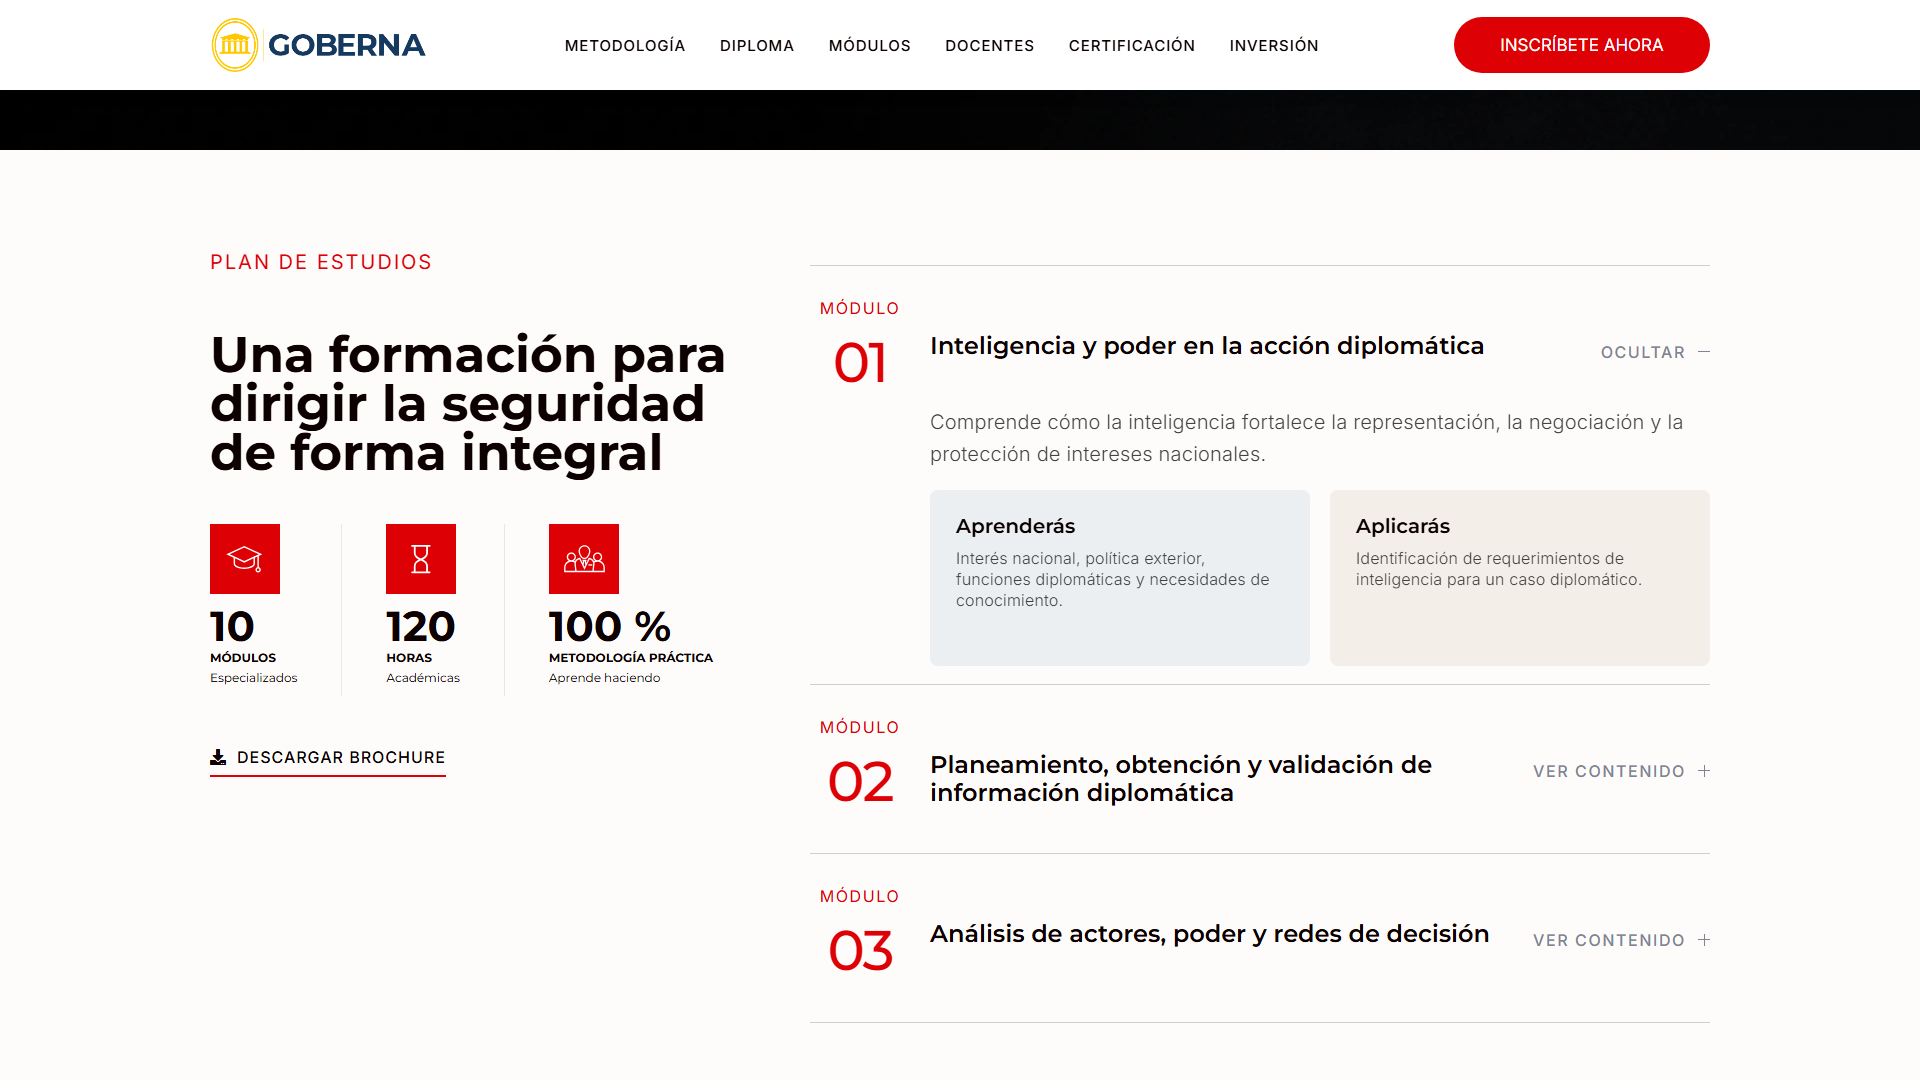 GOBERNA
METODOLOGÍA
DIPLOMA
MÓDULOS
DOCENTES
CERTIFICACIÓN
INVERSIÓN
INSCRÍBETE AHORA
PLAN DE ESTUDIOS
Una formación para
dirigir la seguridad
de forma integral
10
MÓDULOS
Especializados
120
HORAS
Académicas
100 %
METODOLOGÍA PRÁCTICA
Aprende haciendo
DESCARGAR BROCHURE
MÓDULO
01
Inteligencia y poder en la acción diplomática
OCULTAR
Comprende cómo la inteligencia fortalece la representación, la negociación y la
protección de intereses nacionales.
Aprenderás
Interés nacional, política exterior,
funciones diplomáticas y necesidades de
conocimiento.
Aplicarás
Identificación de requerimientos de
inteligencia para un caso diplomático.
MÓDULO
02
Planeamiento, obtención y validación de
información diplomática
VER CONTENIDO
MÓDULO
03
Análisis de actores, poder y redes de decisión
VER CONTENIDO